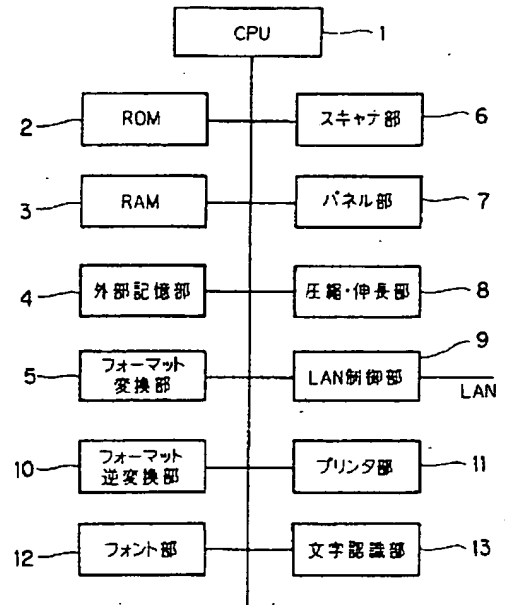 CPU
1
ROM
2
スキャナ部
6
RAM
3
パネル部
7
外部記憶部
4
圧縮・伸長部
8
フォーマット
変換部
5
LAN制御部
9
LAN
フォーマット
逆変換部
10
プリンタ部
11
フォント部
12
文字認識部
13